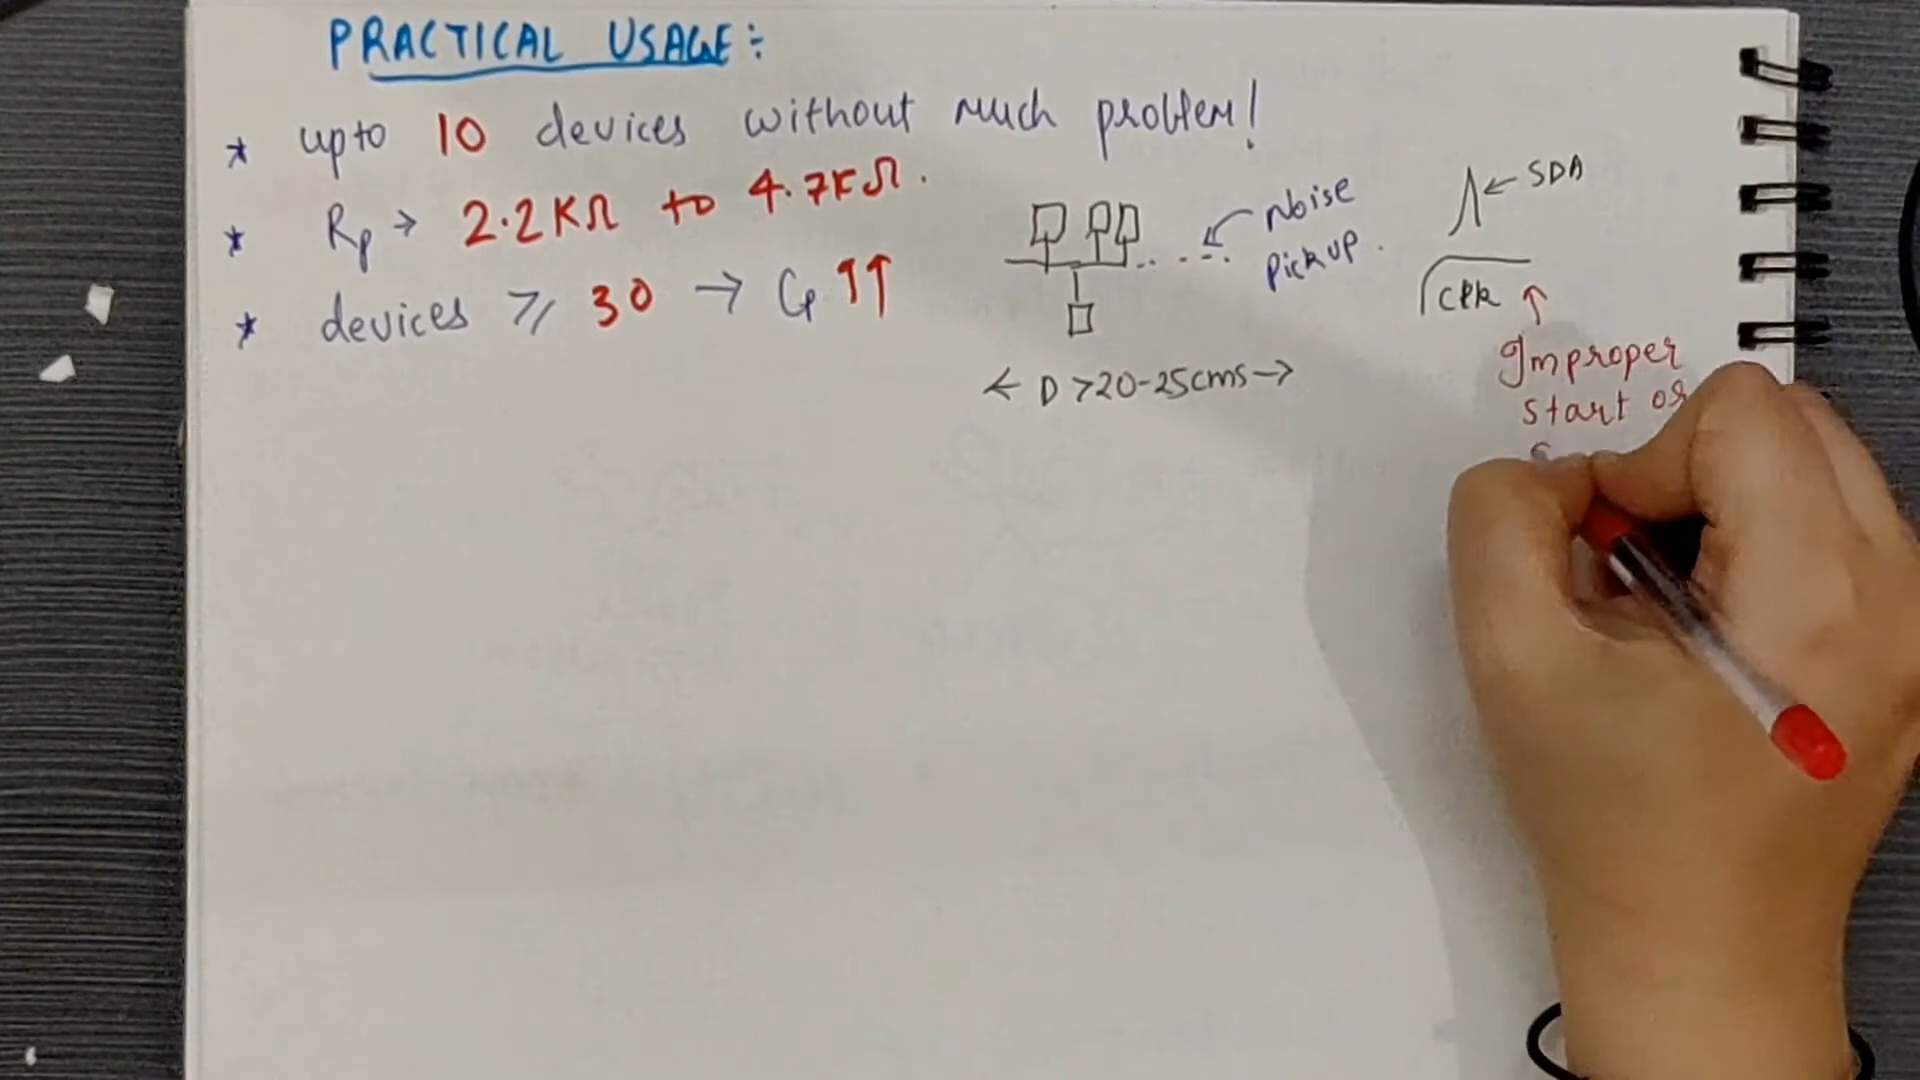 PRACTICAL USAGE:
* upto 10 devices without much problem!
* Rp → 2.2KΩ to 4.7KΩ.
* devices ≥ 30 → Cp ↑↑
Noise
Pickup.
← D >20-25cms →
← SDA
Clk ↑
Improper
start or
S